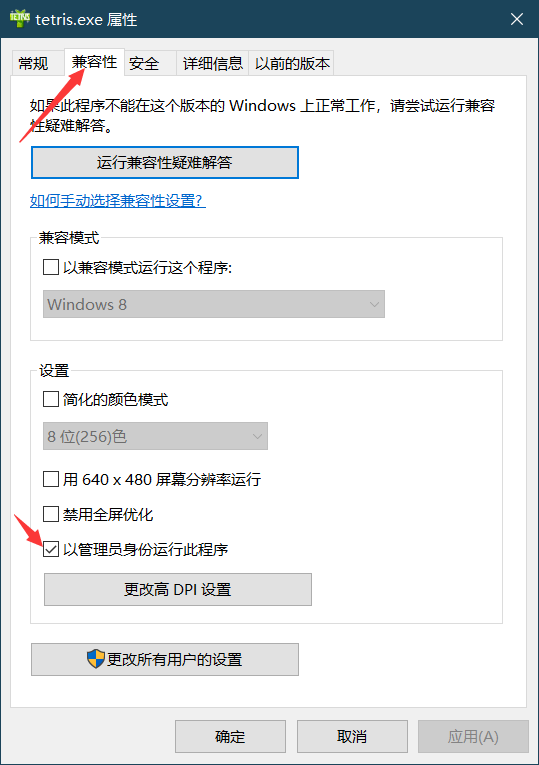 TETRIS
tetris.exe 属性
常规
兼容性
安全
详细信息
以前的版本
如果此程序不能在这个版本的 Windows 上正常工作，请尝试运行兼容
性疑难解答。
运行兼容性疑难解答
如何手动选择兼容性设置?
兼容模式
以兼容模式运行这个程序:
Windows 8
设置
简化的颜色模式
8 位(256)色
用 640 x 480 屏幕分辨率运行
禁用全屏优化
以管理员身份运行此程序
更改高 DPI 设置
更改所有用户的设置
确定
取消
应用(A)